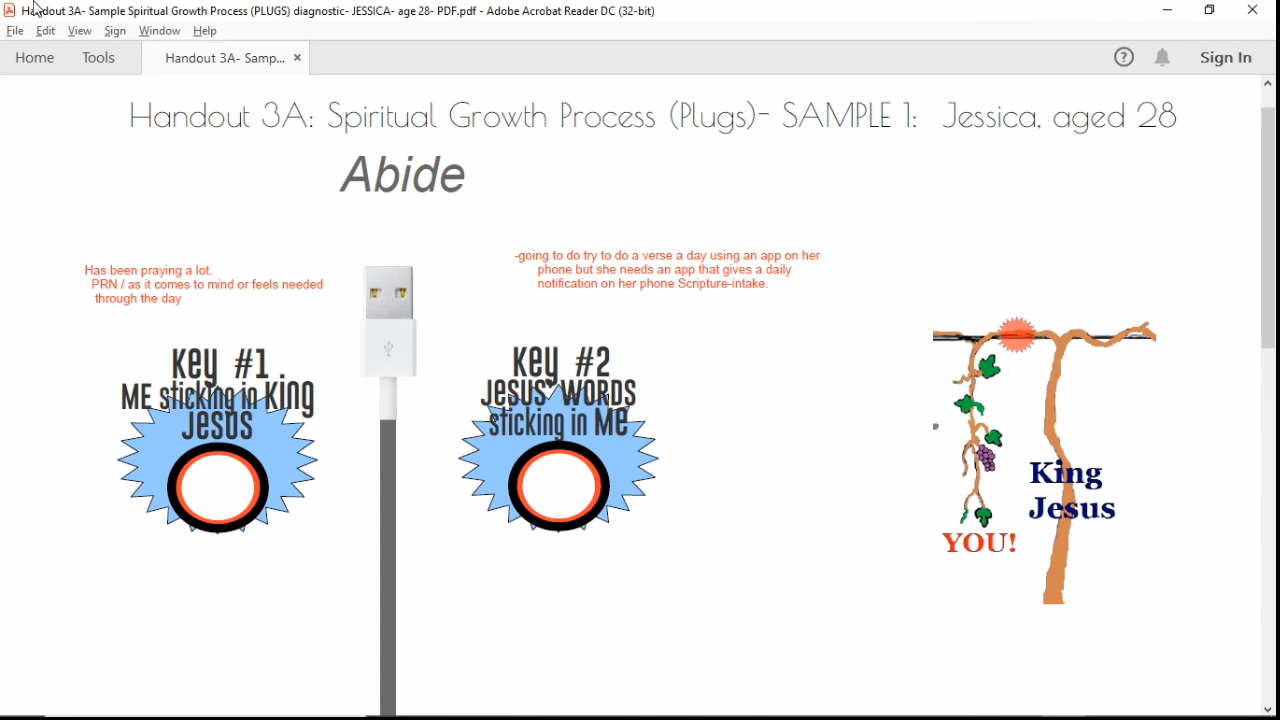 Handout 3A- Sample Spiritual Growth Process (PLUGS) diagnostic- JESSICA- age 28- PDF.pdf - Adobe Acrobat Reader DC (32-bit)
File Edit View Sign Window Help
Home Tools Handout 3A- Samp... × Sign In
Handout 3A: Spiritual Growth Process (Plugs)- SAMPLE 1: Jessica, aged 28
Abide
Has been praying a lot.
PRN / as it comes to mind or feels needed
through the day
-going to do try to do a verse a day using an app on her
phone but she needs an app that gives a daily
notification on her phone Scripture-intake.
Key #1
ME sticking in King
Jesus
Key #2
Jesus' WORDS
sticking in Me
King
Jesus
YOU!